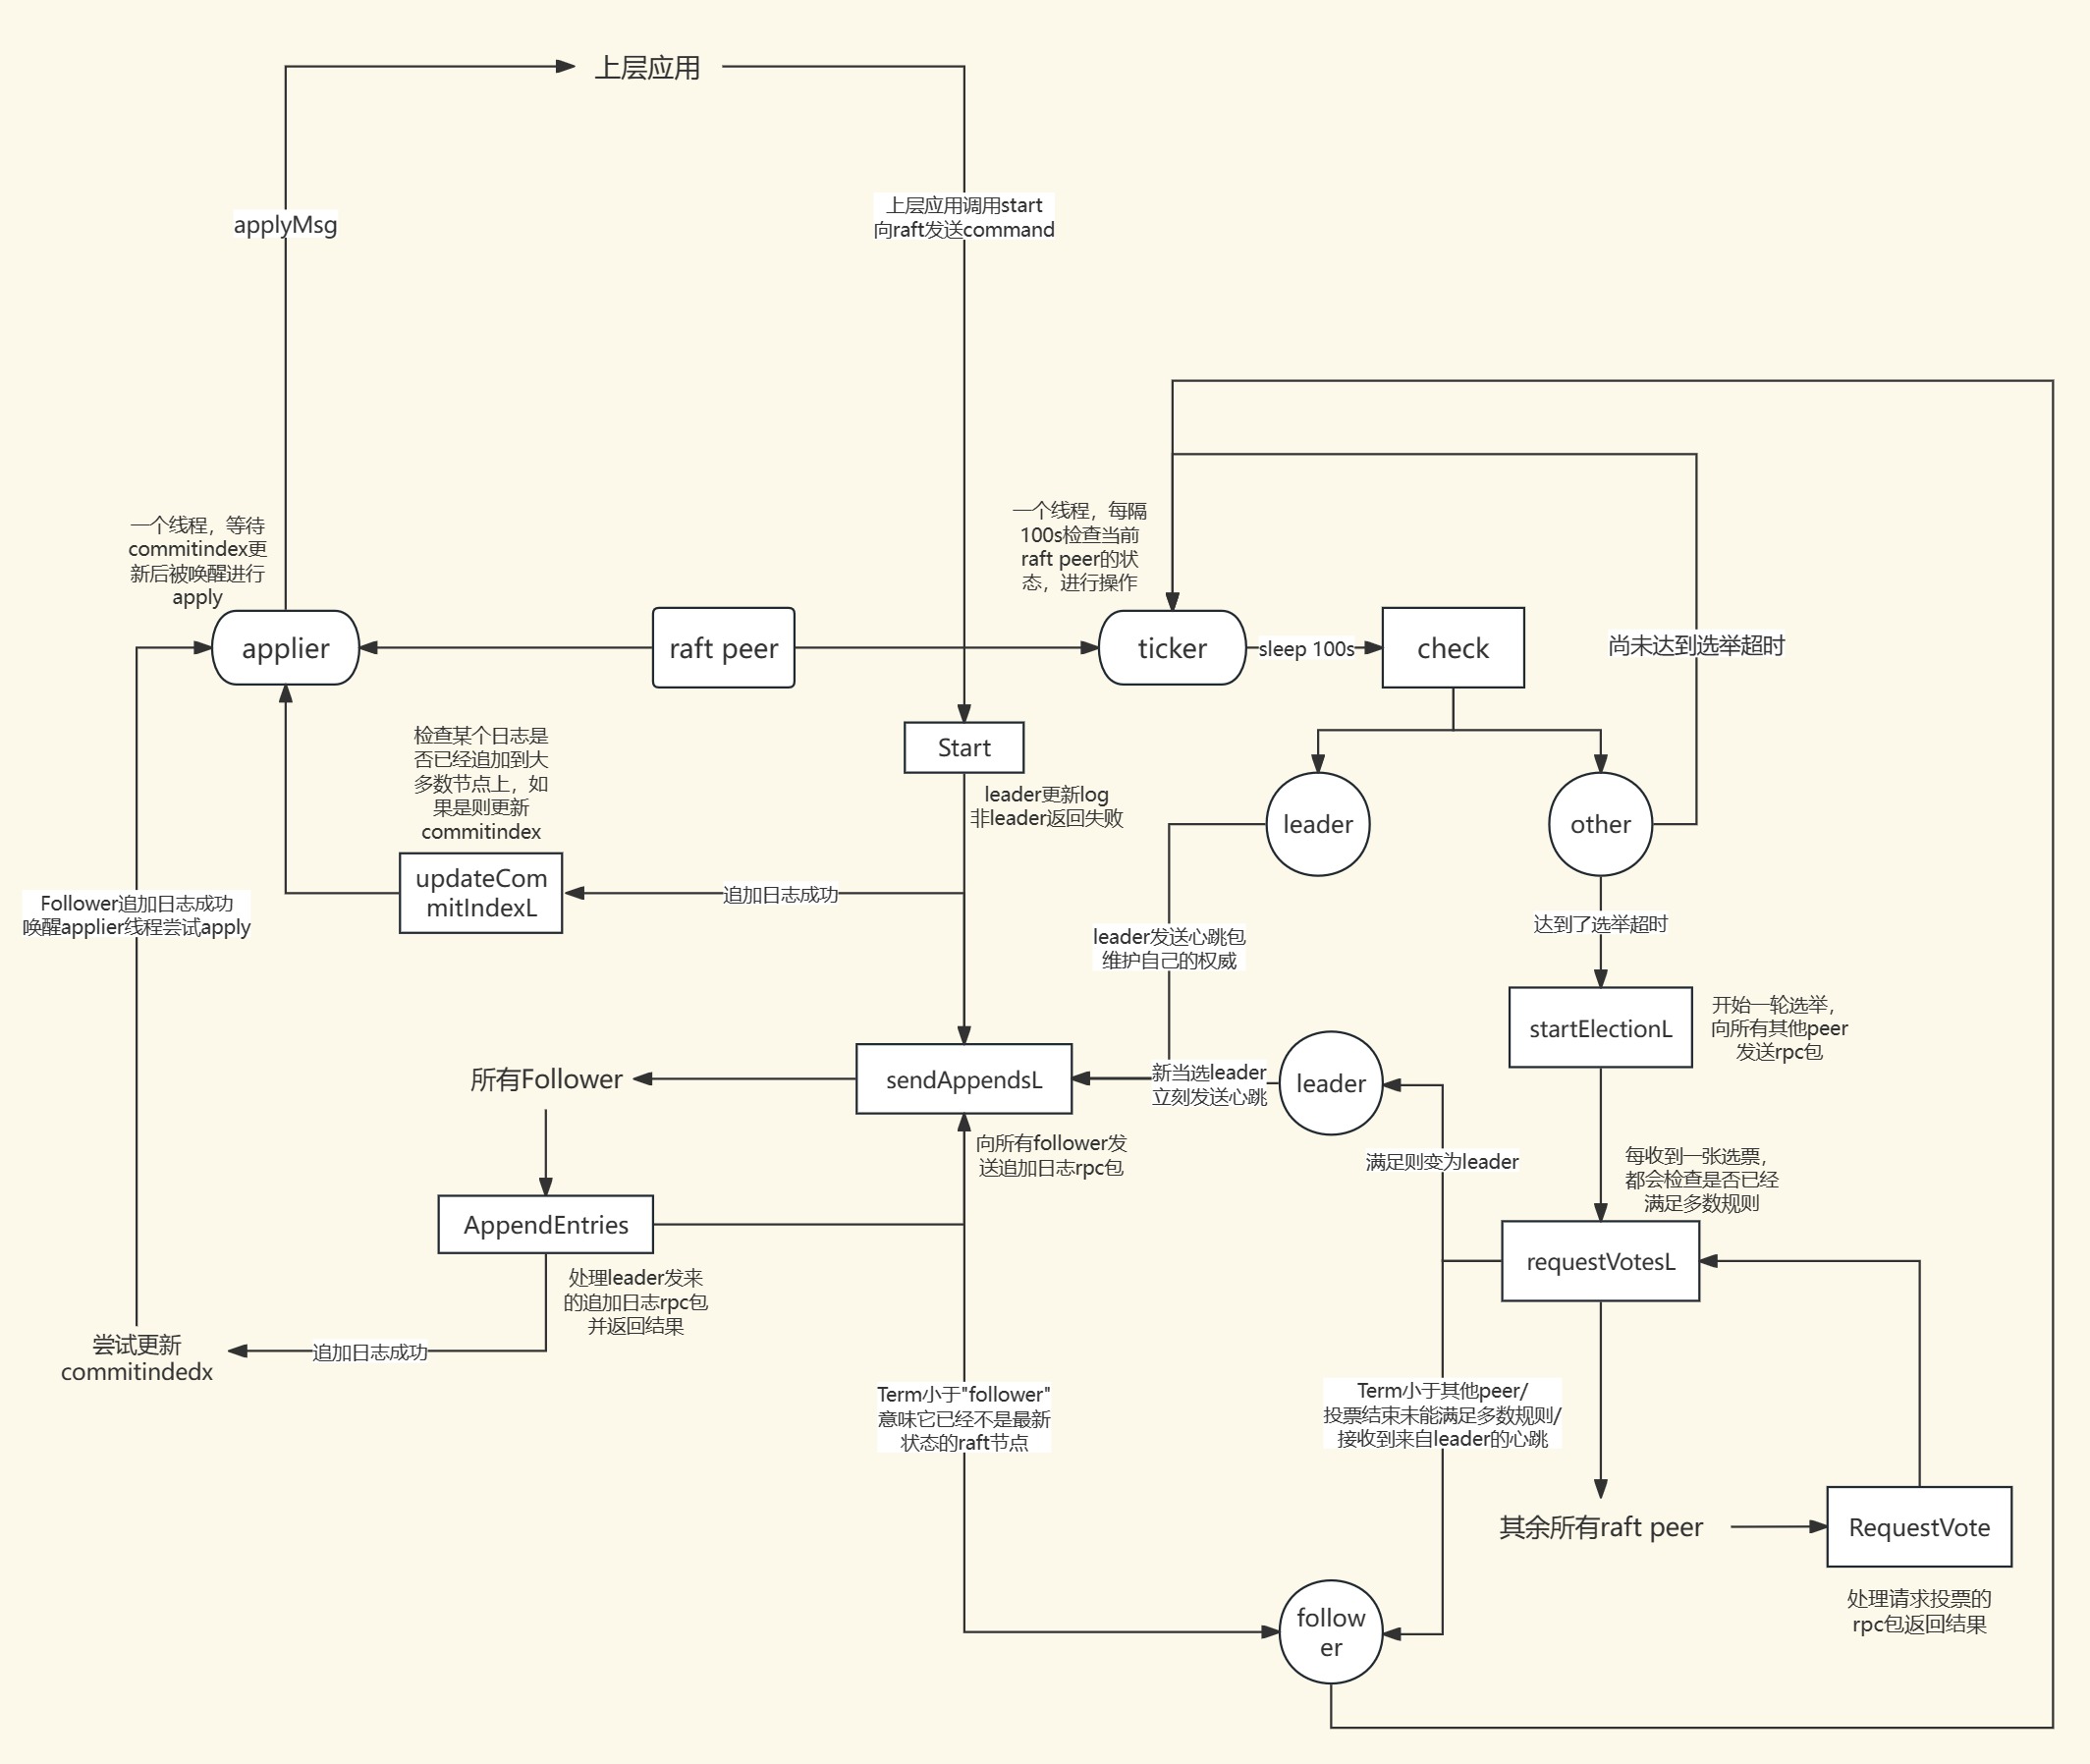 上层应用
applyMsg
上层应用调用start
向raft发送command
一个线程，等待
commitindex更
新后被唤醒进行
apply
一个线程，每隔
100s检查当前
raft peer的状
态，进行操作
applier
raft peer
ticker
sleep 100s
check
尚未达到选举超时
Start
leader更新log
非leader返回失败
检查某个日志是
否已经追加到大
多数节点上，如
果是则更新
commitindex
leader
other
updateCom
mitIndexL
追加日志成功
Follower追加日志成功
唤醒applier线程尝试apply
leader发送心跳包
维护自己的权威
达到了选举超时
startElectionL
开始一轮选举，
向所有其他peer
发送rpc包
所有Follower
sendAppendsL
新当选leader
立刻发送心跳
leader
向所有follower发
送追加日志rpc包
满足则变为leader
每收到一张选票，
都会检查是否已经
满足多数规则
AppendEntries
requestVotesL
处理leader发来
的追加日志rpc包
并返回结果
尝试更新
commitindedx
追加日志成功
Term小于"follower"
意味它已经不是最新
状态的raft节点
Term小于其他peer/
投票结束未能满足多数规则/
接收到来自leader的心跳
其余所有raft peer
RequestVote
处理请求投票的
rpc包返回结果
follow
er